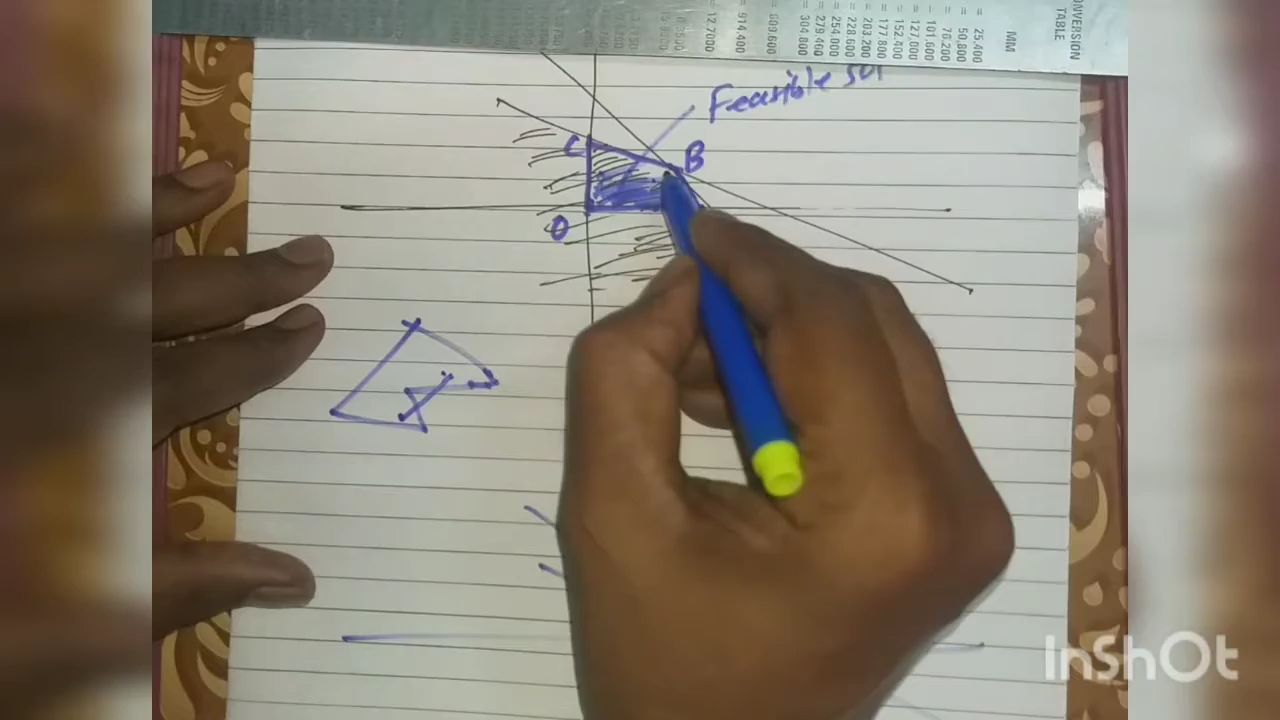 CONVERSION
TABLE
MM
= 25.400
= 50.800
= 76.200
= 101.600
= 127.000
= 152.400
= 177.800
= 203.200
= 228.600
= 254.000
= 279.400
= 304.800
= 609.600
= 914.400
= 12.7000
Feasible sol
C
B
O
InShOt